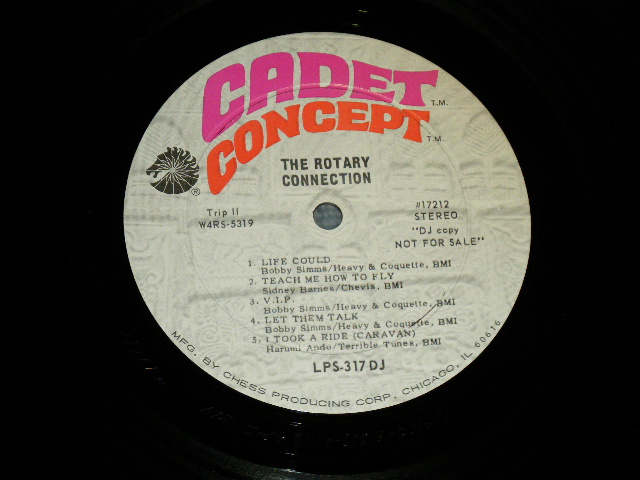 CADET T.M.
CONCEPT T.M.
THE ROTARY
CONNECTION
®
Trip II
W4RS-5319
#17212
STEREO
"DJ copy
NOT FOR SALE"
1. LIFE COULD
Bobby Simms/Heavy & Coquette, BMI
2. TEACH ME HOW TO FLY
Sidney Barnes/Chevis, BMI
3. V.I.P.
Bobby Simms/Heavy & Coquette, BMI
4. LET THEM TALK
Bobby Simms/Heavy & Coquette, BMI
5. I TOOK A RIDE (CARAVAN)
Harumi Ando/Terrible Tunes, BMI
LPS-317 DJ
MFG. BY CHESS PRODUCING CORP., CHICAGO, IL 60616